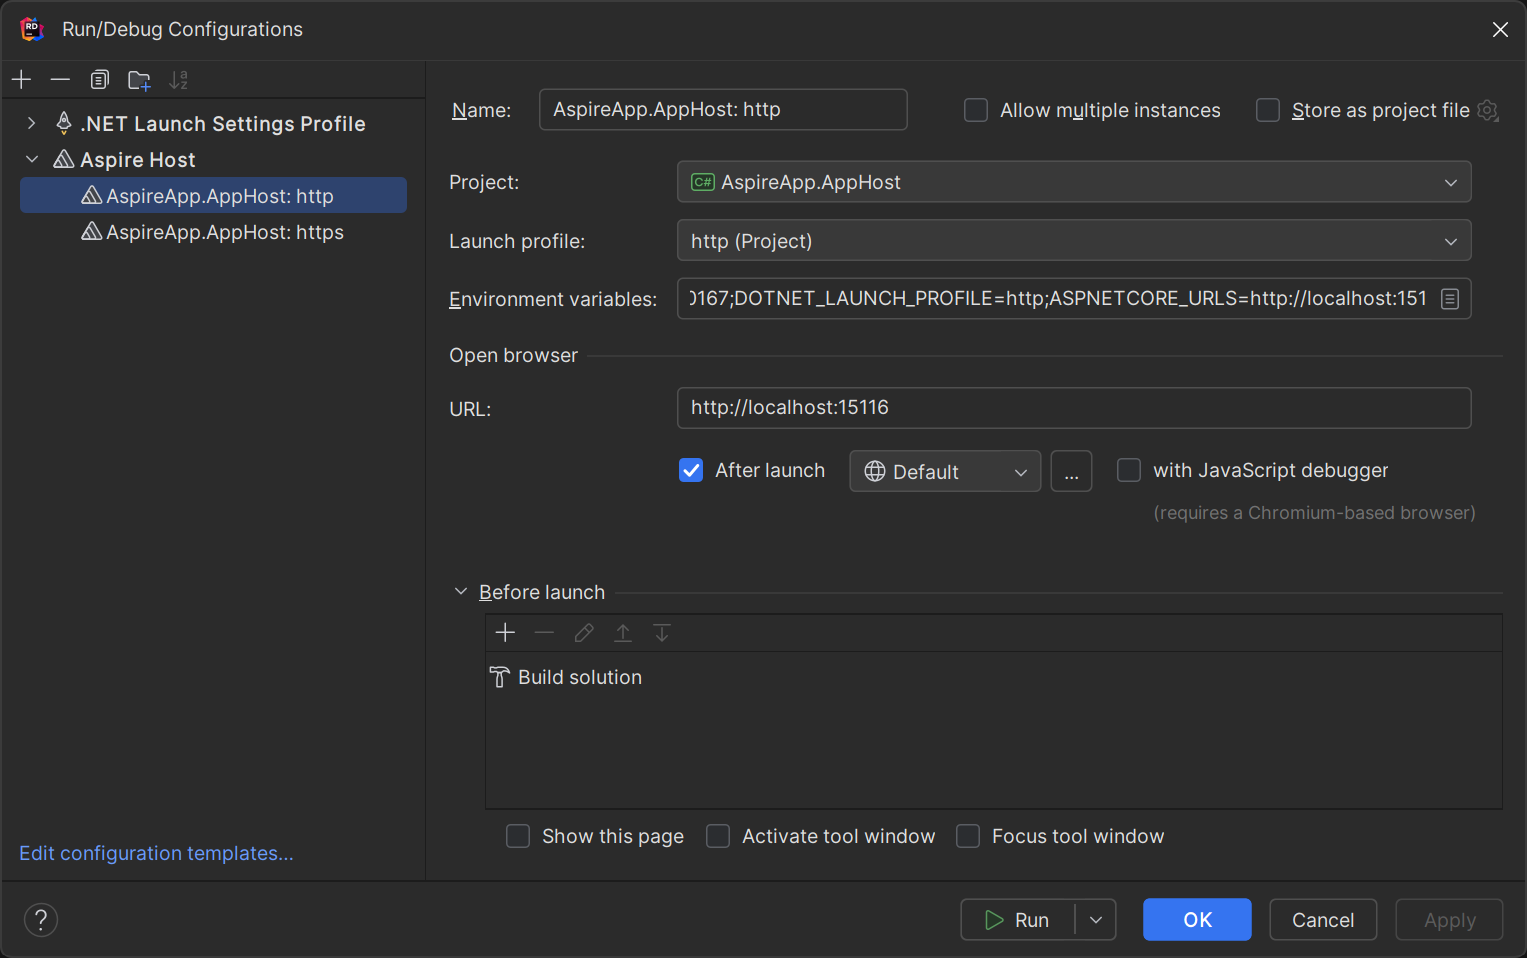 Run/Debug Configurations
.NET Launch Settings Profile
Aspire Host
AspireApp.AppHost: http
AspireApp.AppHost: https
Edit configuration templates...
Name: AspireApp.AppHost: http Allow multiple instances Store as project file
Project: C# AspireApp.AppHost
Launch profile: http (Project)
Environment variables: 0167;DOTNET_LAUNCH_PROFILE=http;ASPNETCORE_URLS=http://localhost:151
Open browser
URL: http://localhost:15116
After launch Default ... with JavaScript debugger
(requires a Chromium-based browser)
Before launch
Build solution
Show this page Activate tool window Focus tool window
? Run OK Cancel Apply